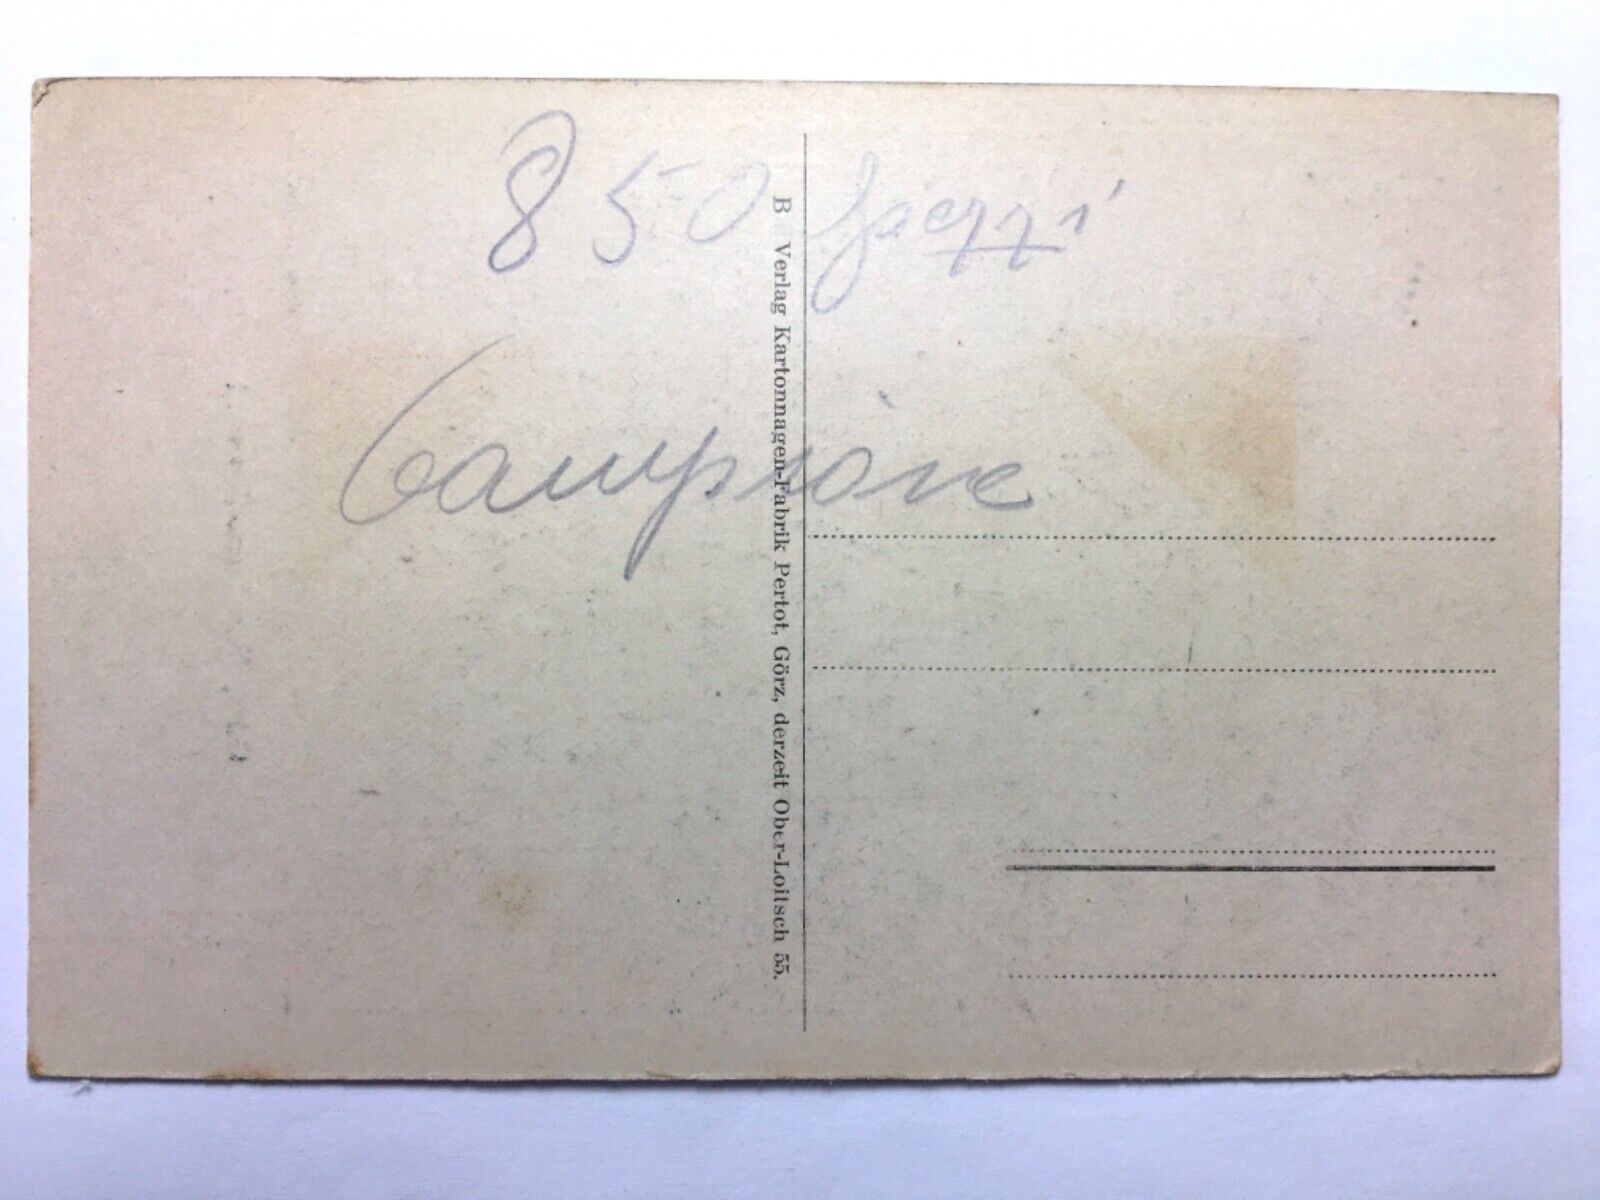 850 pezzi
Campione
B Verlag Kartonnagen-Fabrik Pertot, Görz, derzeit Ober-Loitsch 55.